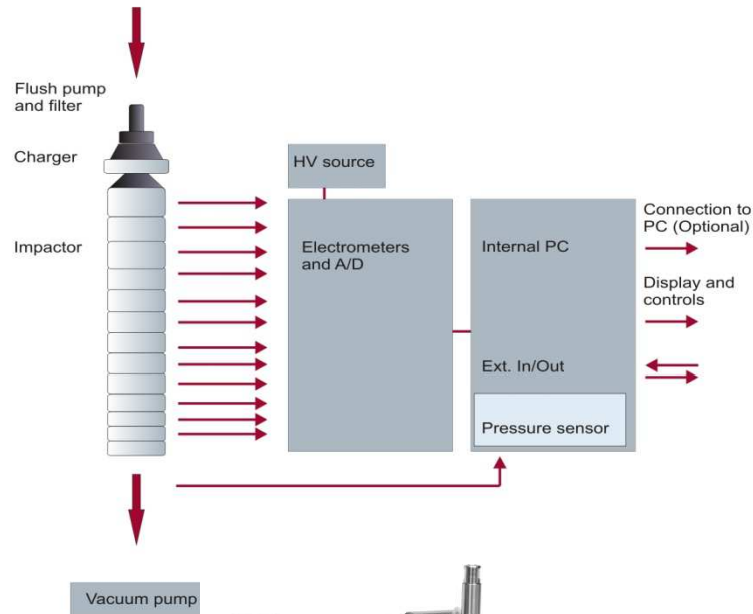 Flush pump
and filter
Charger
Impactor
HV source
Electrometers
and A/D
Internal PC
Ext. In/Out
Pressure sensor
Connection to
PC (Optional)
Display and
controls
Vacuum pump